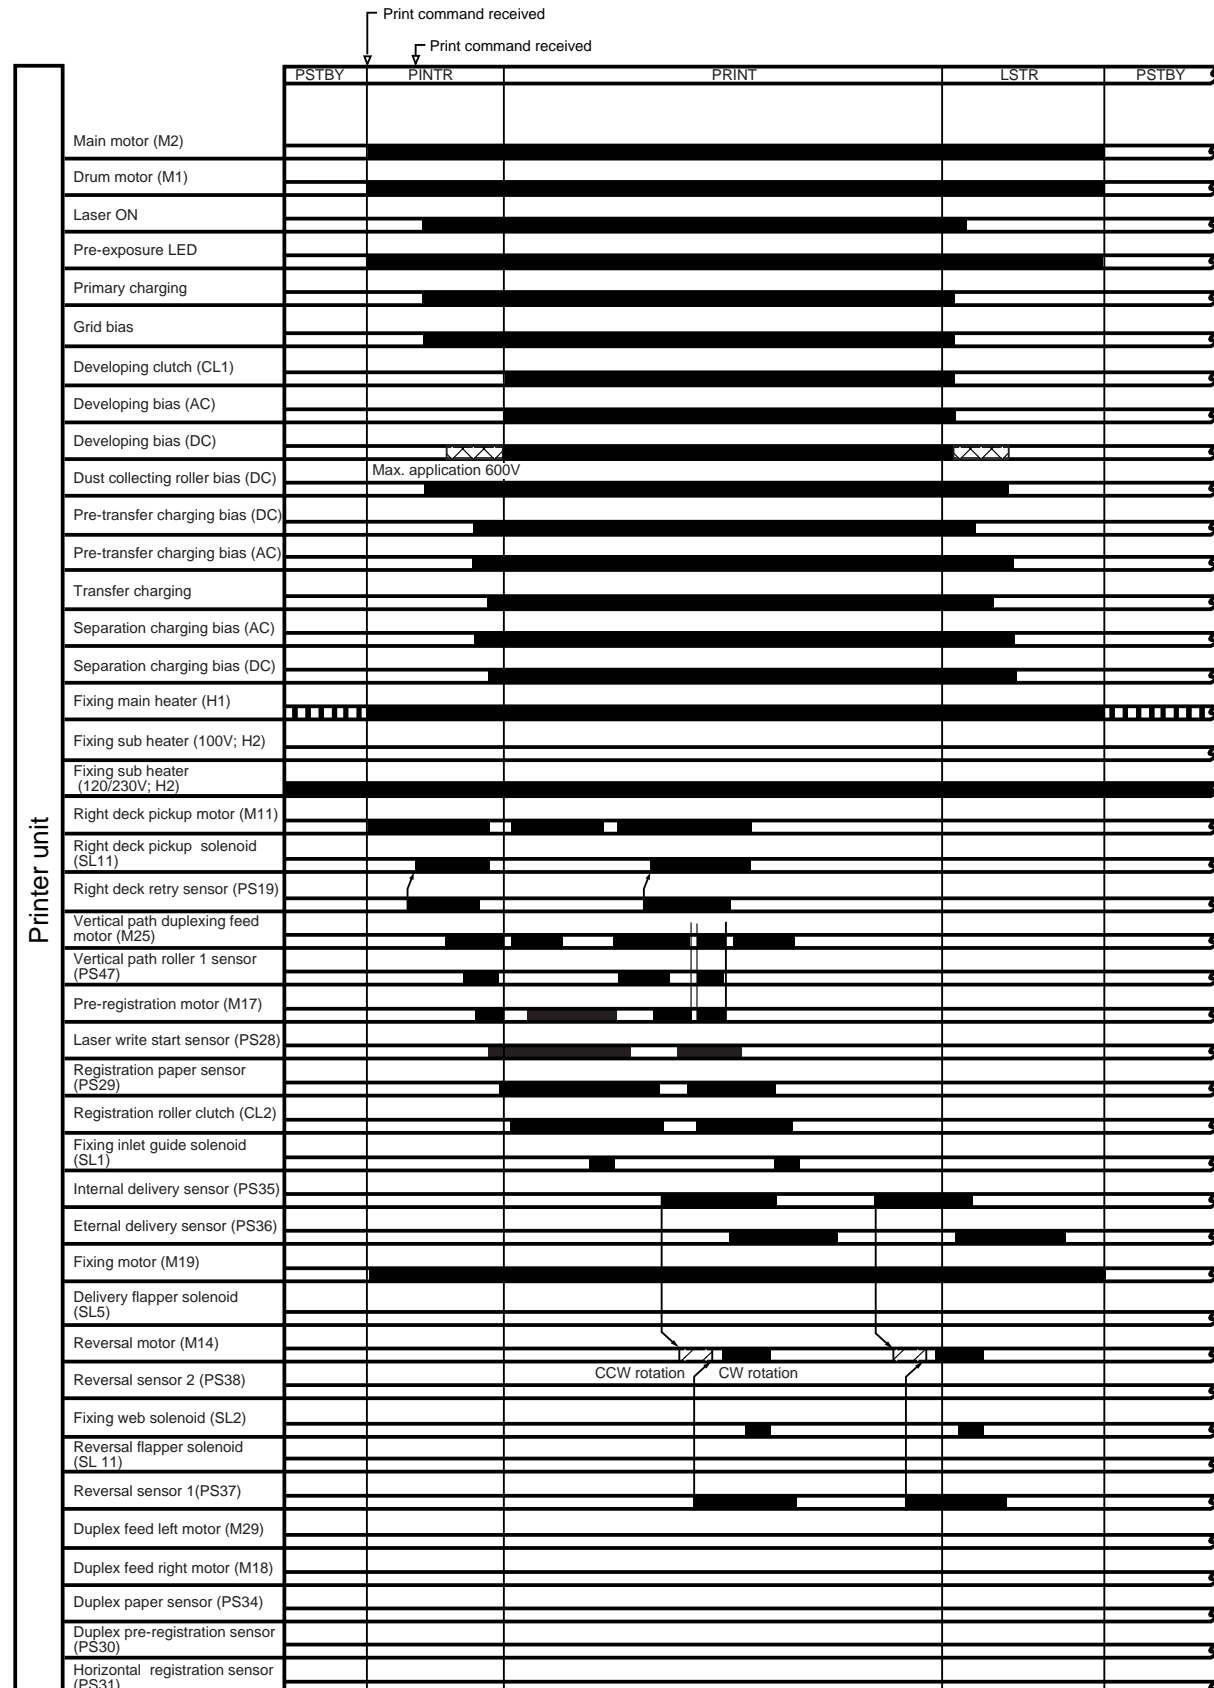 Print command received
Print command received
PSTBY PINTR PRINT LSTR PSTBY
Printer unit
Main motor (M2)
Drum motor (M1)
Laser ON
Pre-exposure LED
Primary charging
Grid bias
Developing clutch (CL1)
Developing bias (AC)
Developing bias (DC)
Max. application 600V
Dust collecting roller bias (DC)
Pre-transfer charging bias (DC)
Pre-transfer charging bias (AC)
Transfer charging
Separation charging bias (AC)
Separation charging bias (DC)
Fixing main heater (H1)
Fixing sub heater (100V; H2)
Fixing sub heater
(120/230V; H2)
Right deck pickup motor (M11)
Right deck pickup solenoid
(SL11)
Right deck retry sensor (PS19)
Vertical path duplexing feed
motor (M25)
Vertical path roller 1 sensor
(PS47)
Pre-registration motor (M17)
Laser write start sensor (PS28)
Registration paper sensor
(PS29)
Registration roller clutch (CL2)
Fixing inlet guide solenoid
(SL1)
Internal delivery sensor (PS35)
Eternal delivery sensor (PS36)
Fixing motor (M19)
Delivery flapper solenoid
(SL5)
Reversal motor (M14)
CCW rotation CW rotation
Reversal sensor 2 (PS38)
Fixing web solenoid (SL2)
Reversal flapper solenoid
(SL 11)
Reversal sensor 1(PS37)
Duplex feed left motor (M29)
Duplex feed right motor (M18)
Duplex paper sensor (PS34)
Duplex pre-registration sensor
(PS30)
Horizontal registration sensor
(PS31)